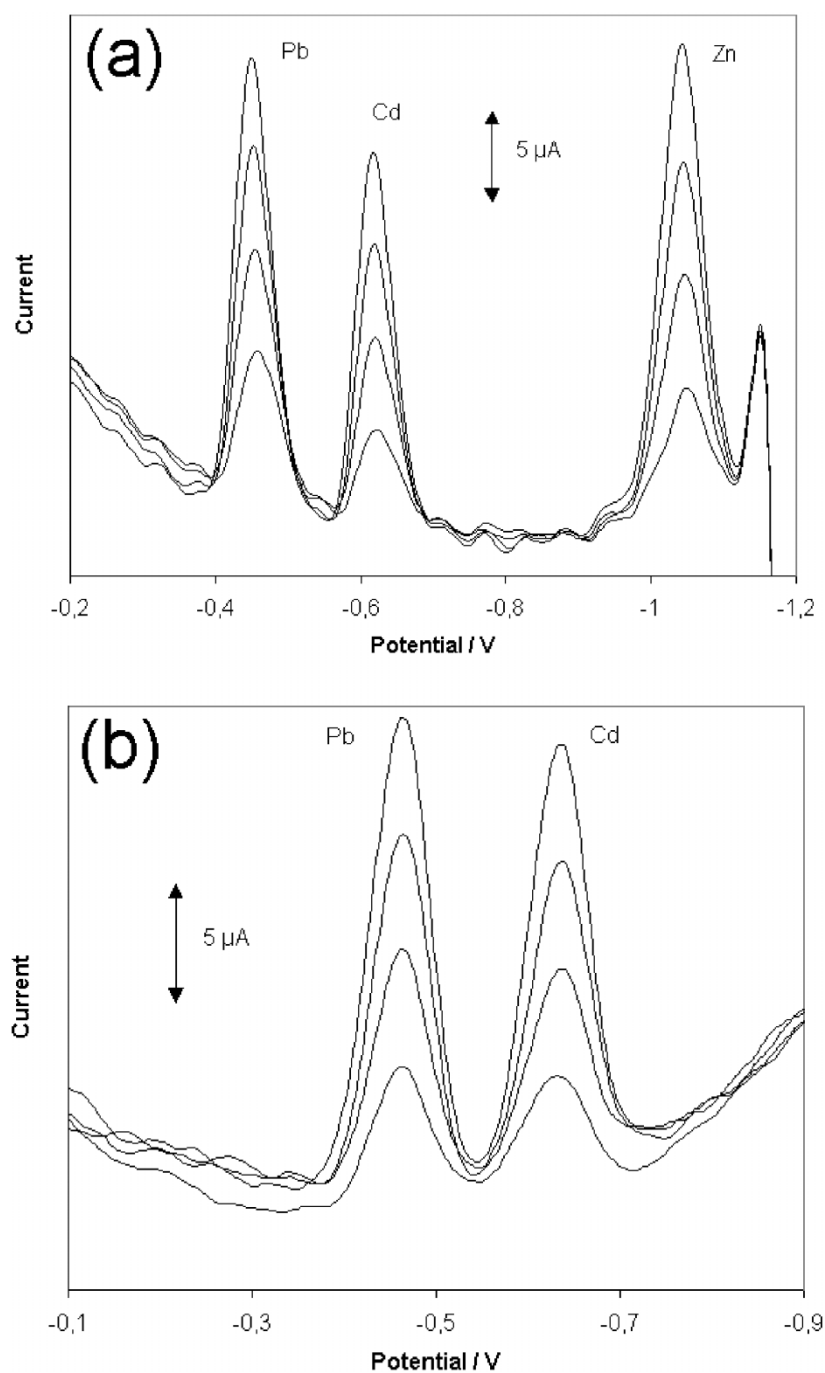 (a)
Pb
Cd
Zn
5 µA
Current
-0,2 -0,4 -0,6 -0,8 -1 -1,2
Potential / V
(b)
Pb
Cd
5 µA
Current
-0,1 -0,3 -0,5 -0,7 -0,9
Potential / V